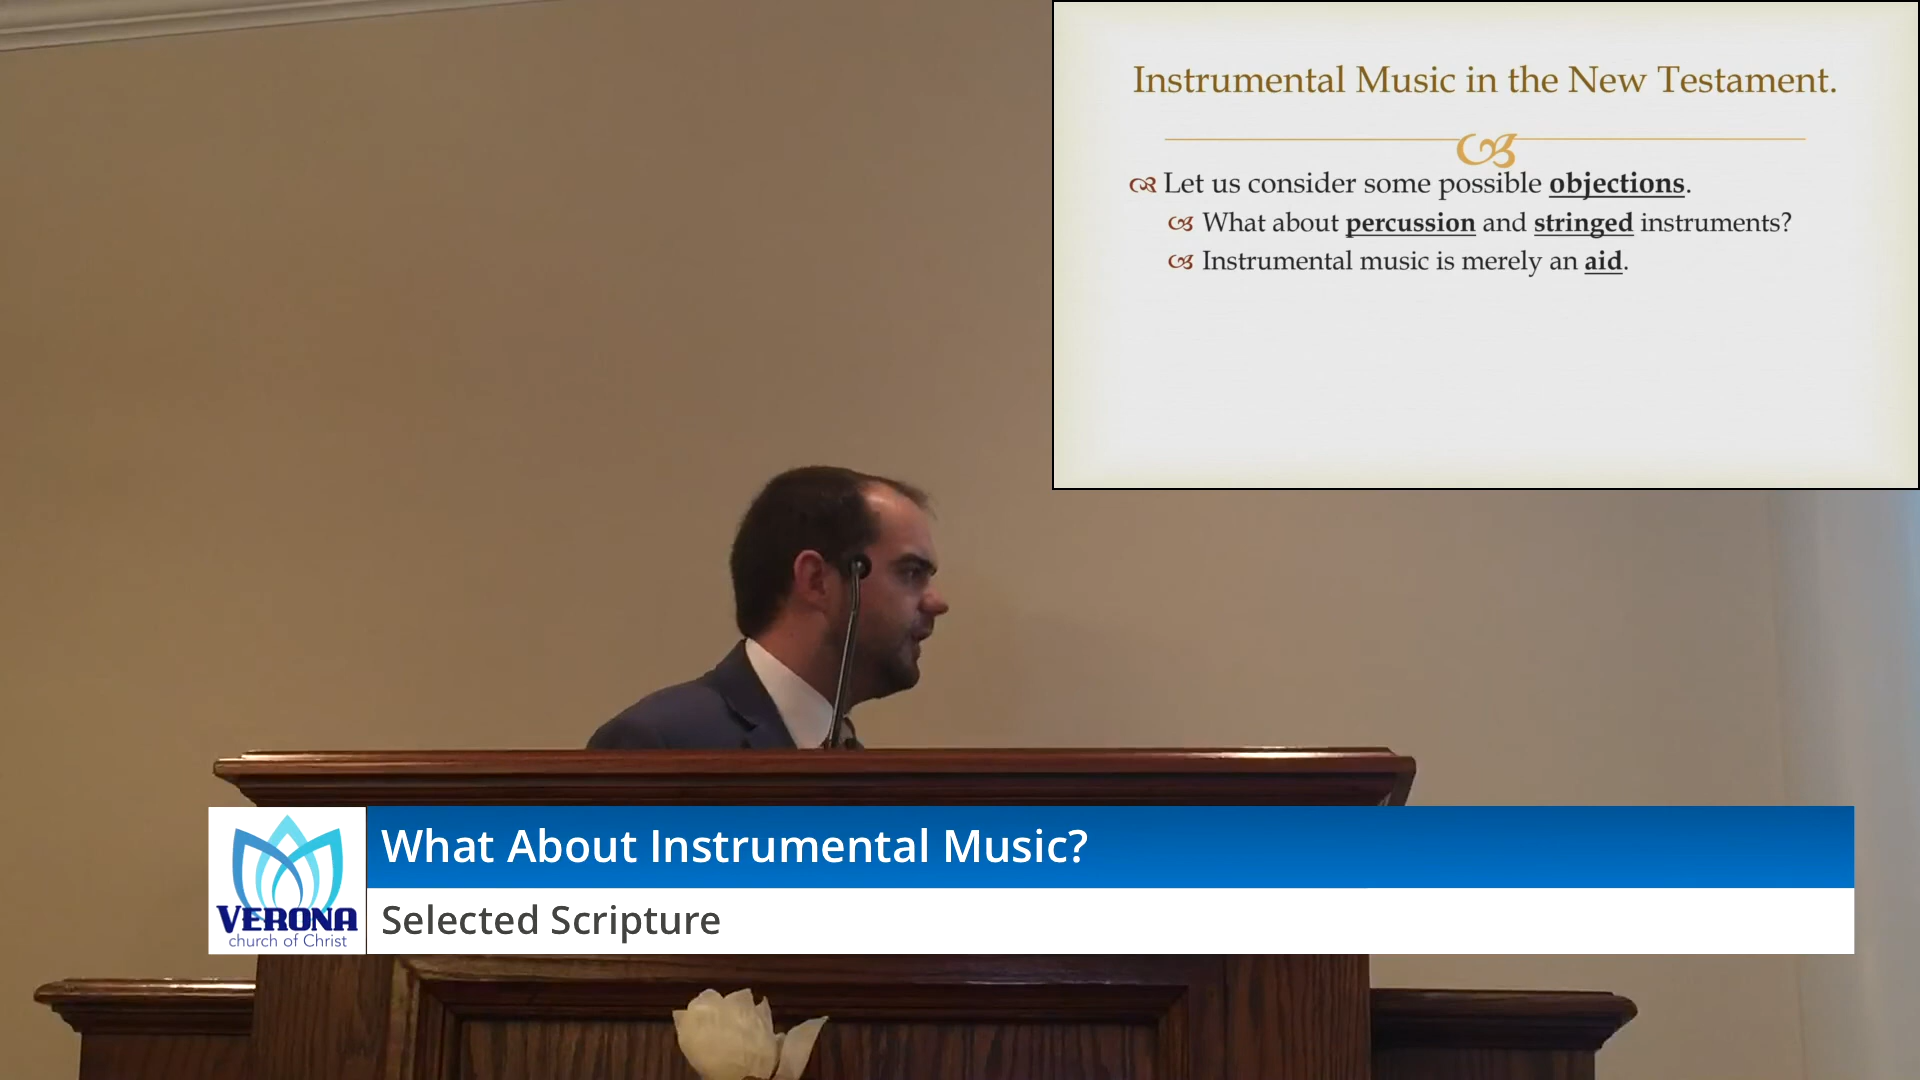 Instrumental Music in the New Testament.
Let us consider some possible objections.
What about percussion and stringed instruments?
Instrumental music is merely an aid.
What About Instrumental Music?
Selected Scripture
VERONA
church of Christ